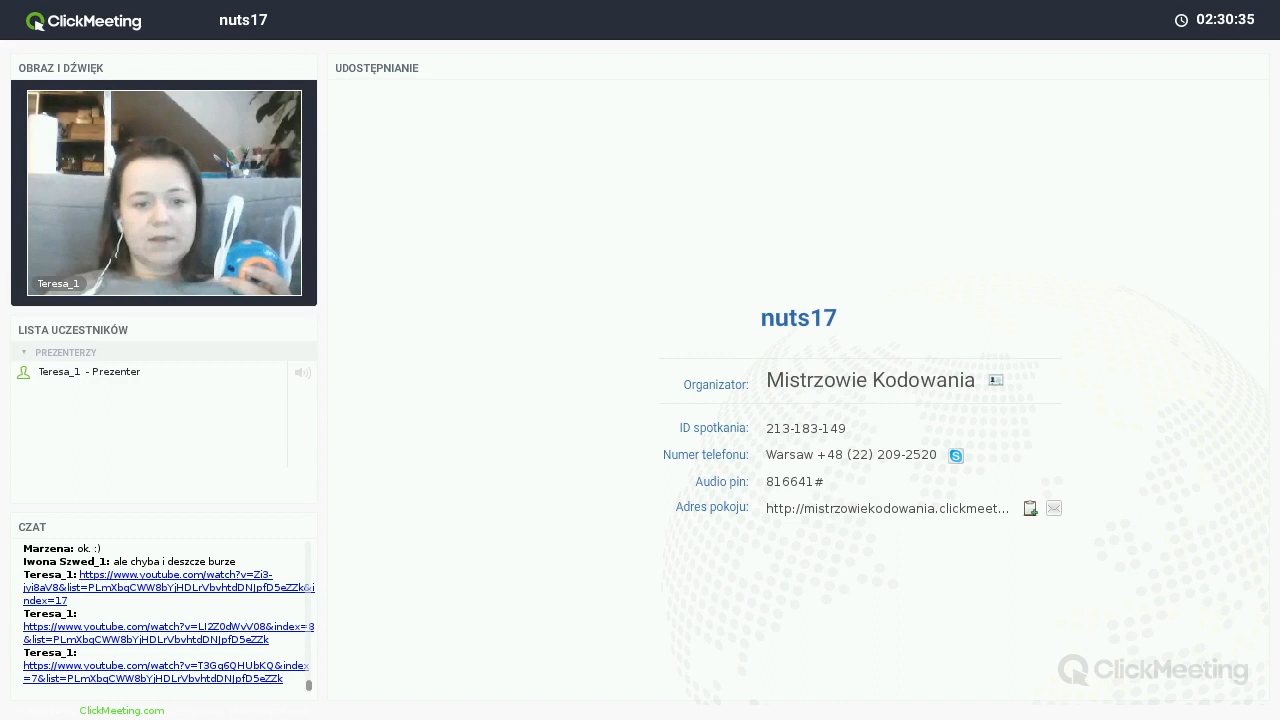 ClickMeeting
nuts17
02:30:35
OBRAZ I DŹWIĘK
Teresa_1
LISTA UCZESTNIKÓW
PREZENTERZY
Teresa_1 - Prezenter
CZAT
Marzena: ok. :)
Iwona Szwed_1: ale chyba i deszcze burze
Teresa_1: https://www.youtube.com/watch?v=Zi3-
jyi8aV8&list=PLmXbqCWW8bYjHDLrVbvhtdDNJpfD5eZZk&i
ndex=17
Teresa_1:
https://www.youtube.com/watch?v=LI2Z0dWvV08&index=8
&list=PLmXbqCWW8bYjHDLrVbvhtdDNJpfD5eZZk
Teresa_1:
https://www.youtube.com/watch?v=T3Gq6QHUbKQ&index
=7&list=PLmXbqCWW8bYjHDLrVbvhtdDNJpfD5eZZk
ClickMeeting.com
UDOSTĘPNIANIE
nuts17
Organizator: Mistrzowie Kodowania
ID spotkania: 213-183-149
Numer telefonu: Warsaw +48 (22) 209-2520
Audio pin: 816641#
Adres pokoju: http://mistrzowiekodowania.clickmeet...
ClickMeeting